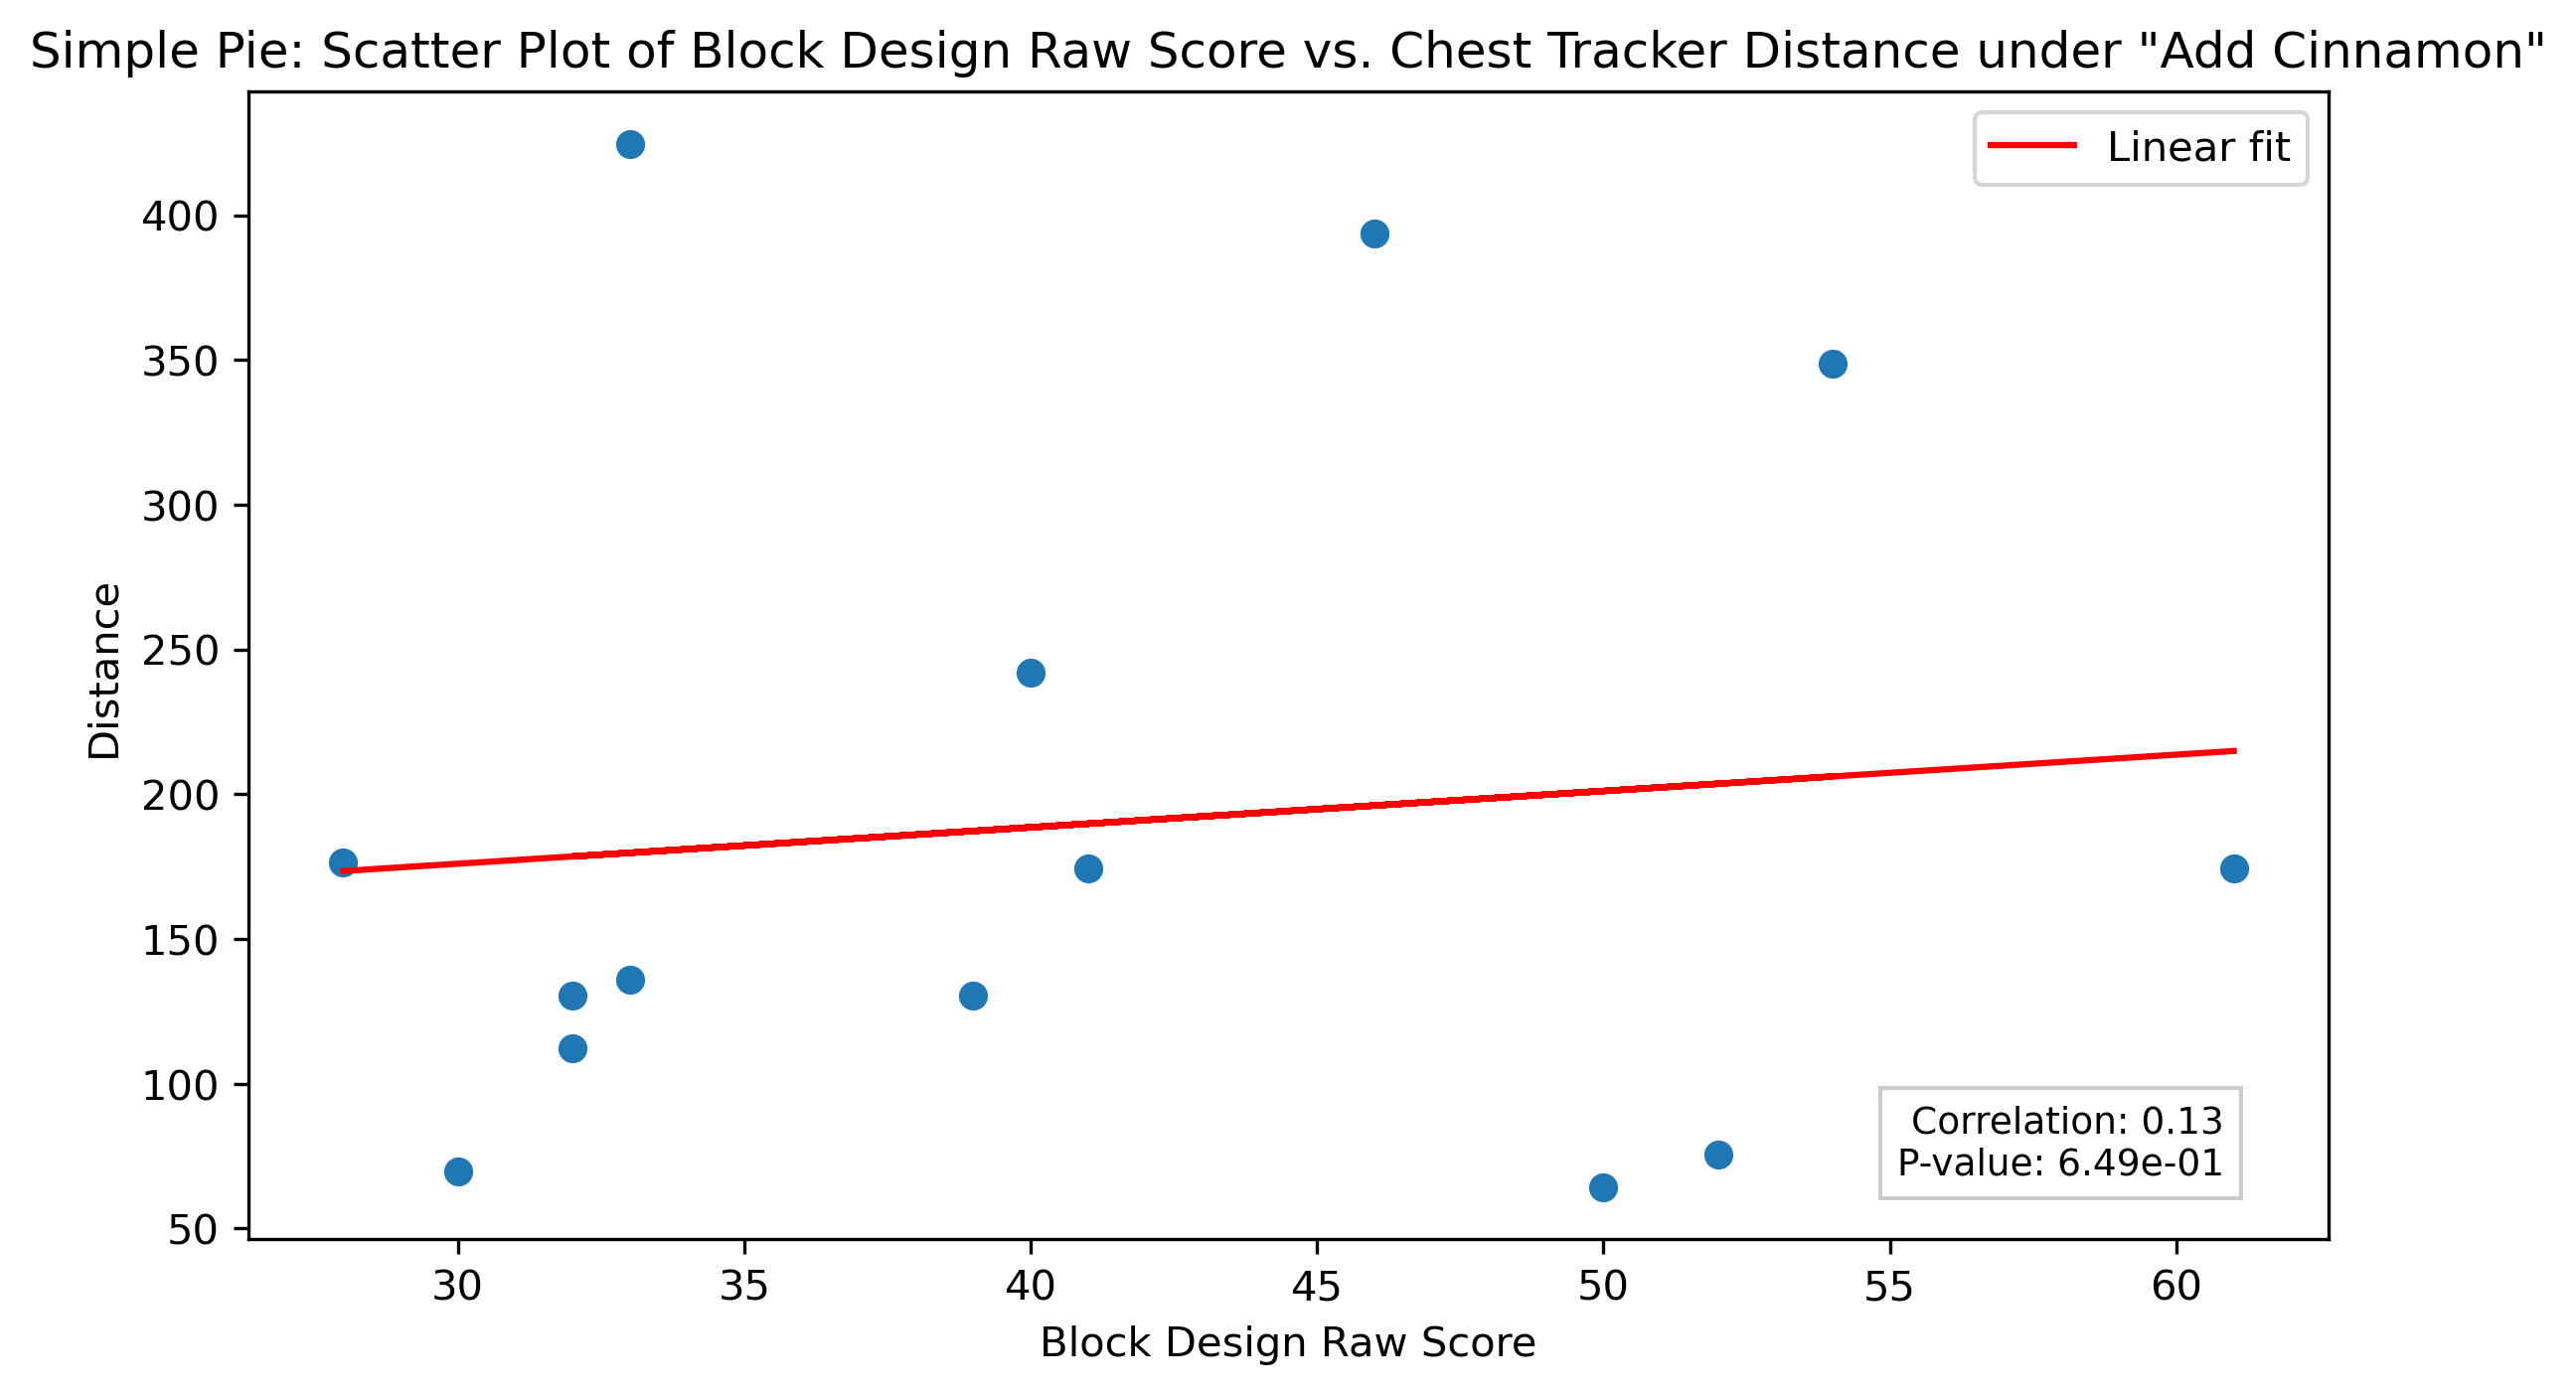 Simple Pie: Scatter Plot of Block Design Raw Score vs. Chest Tracker Distance under "Add Cinnamon"
Linear fit
400
350
300
250
200
150
100
50
Distance
Correlation: 0.13
P-value: 6.49e-01
30 35 40 45 50 55 60
Block Design Raw Score